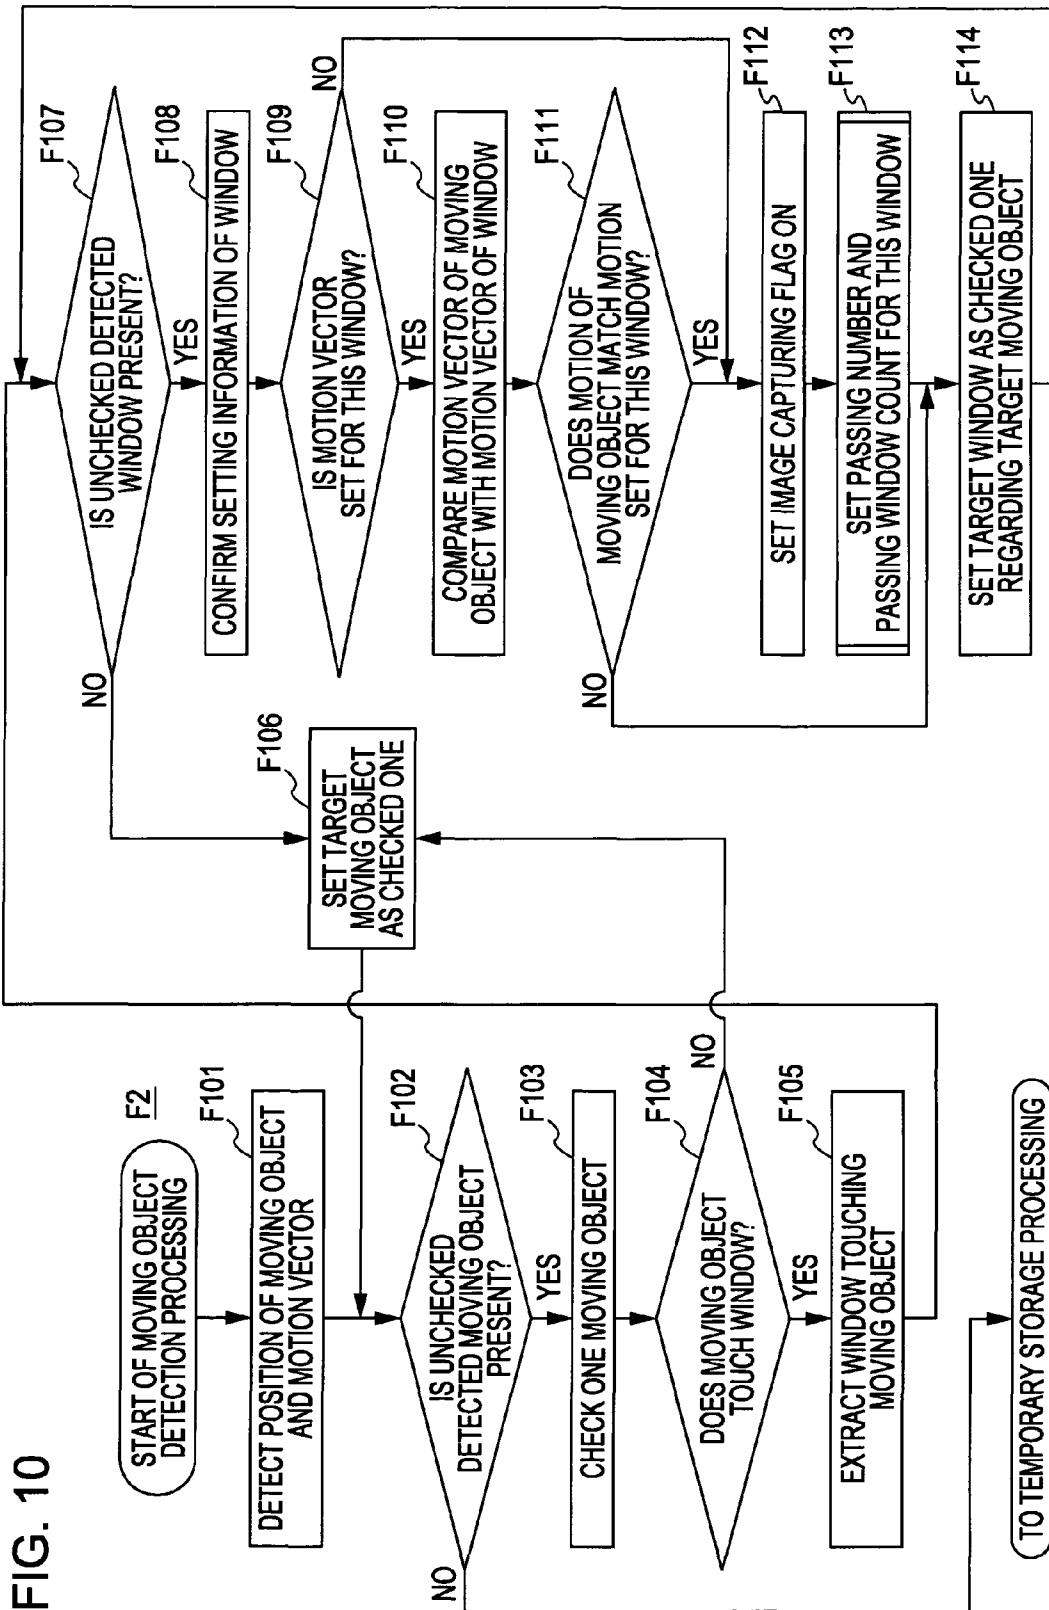 FIG. 10
START OF MOVING OBJECT
DETECTION PROCESSING
F2
F101
DETECT POSITION OF MOVING OBJECT
AND MOTION VECTOR
F102
IS UNCHECKED
DETECTED MOVING OBJECT
PRESENT?
NO
YES
F103
CHECK ONE MOVING OBJECT
F104
DOES MOVING OBJECT
TOUCH WINDOW?
NO
YES
F105
EXTRACT WINDOW TOUCHING
MOVING OBJECT
TO TEMPORARY STORAGE PROCESSING
F106
SET TARGET
MOVING OBJECT
AS CHECKED ONE
F107
IS UNCHECKED DETECTED
WINDOW PRESENT?
NO
YES
F108
CONFIRM SETTING INFORMATION OF WINDOW
F109
IS MOTION VECTOR
SET FOR THIS WINDOW?
NO
YES
F110
COMPARE MOTION VECTOR OF MOVING
OBJECT WITH MOTION VECTOR OF WINDOW
F111
DOES MOTION OF
MOVING OBJECT MATCH MOTION
SET FOR THIS WINDOW?
NO
YES
F112
SET IMAGE CAPTURING FLAG ON
F113
SET PASSING NUMBER AND
PASSING WINDOW COUNT FOR THIS WINDOW
F114
SET TARGET WINDOW AS CHECKED ONE
REGARDING TARGET MOVING OBJECT